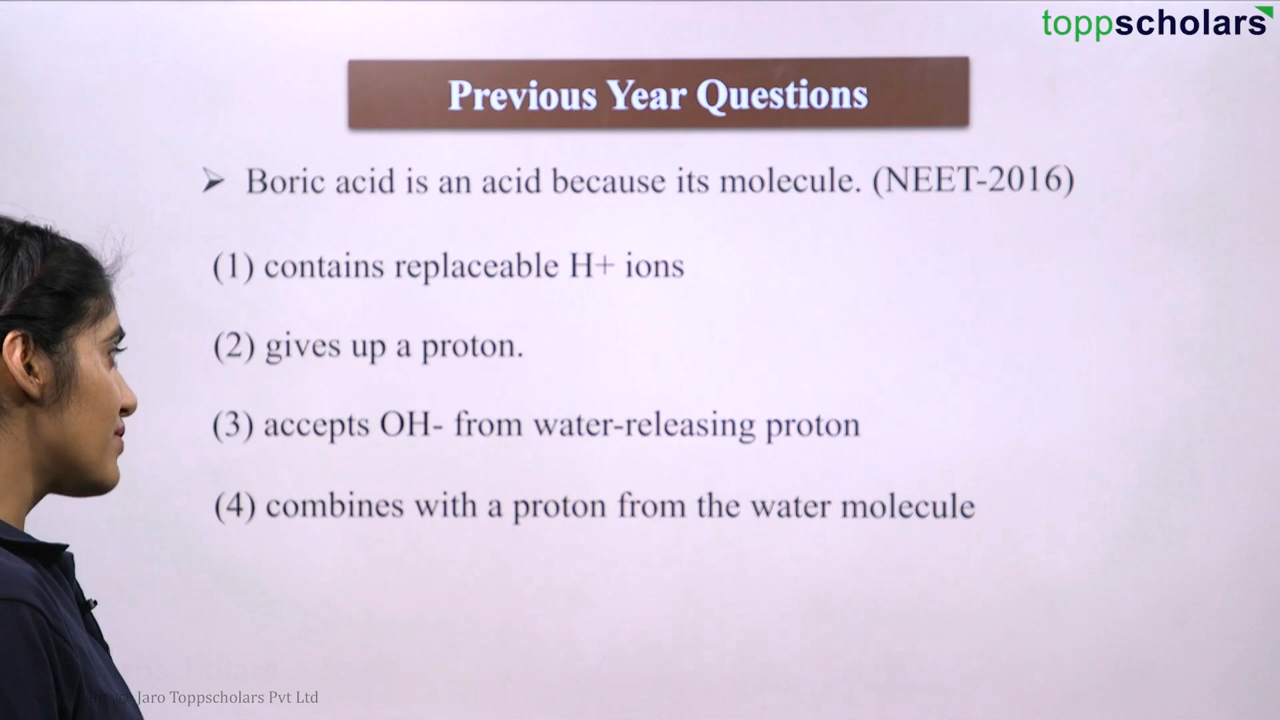 toppscholars
Previous Year Questions
➢ Boric acid is an acid because its molecule. (NEET-2016)
(1) contains replaceable H+ ions
(2) gives up a proton.
(3) accepts OH- from water-releasing proton
(4) combines with a proton from the water molecule
Jaro Toppscholars Pvt Ltd